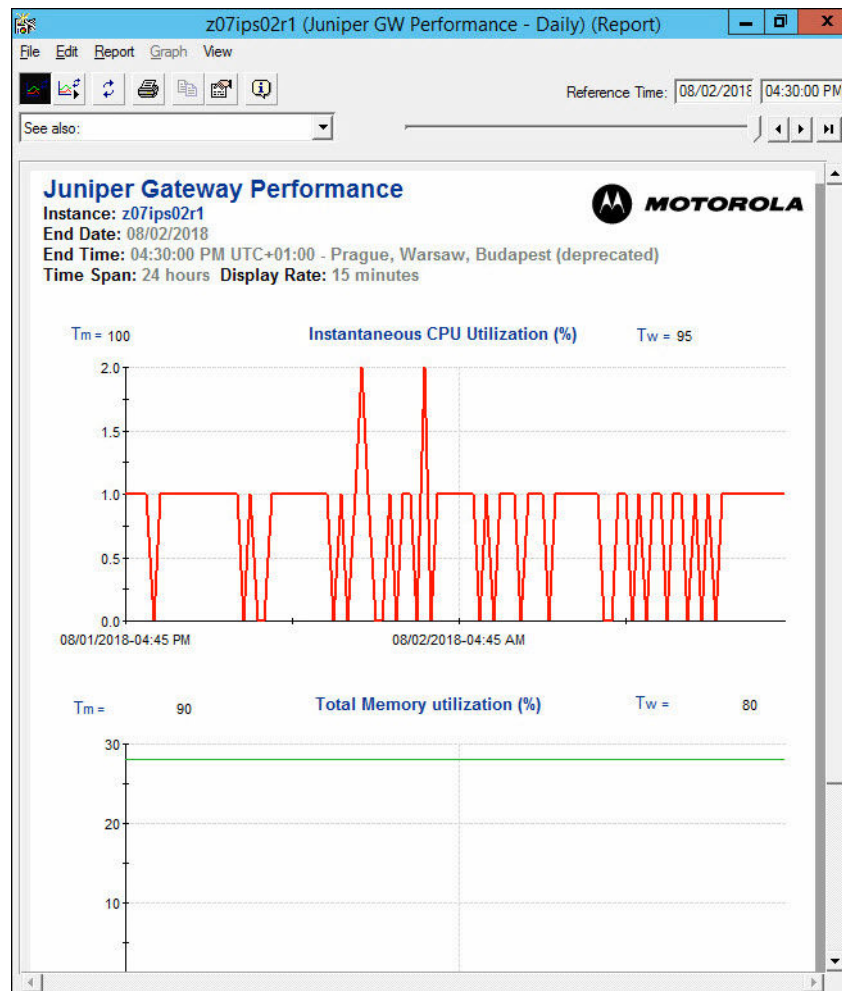 z07ips02r1 (Juniper GW Performance - Daily) (Report)
File Edit Report Graph View
Reference Time: 08/02/2018 04:30:00 PM
See also:
Juniper Gateway Performance
MOTOROLA
Instance: z07ips02r1
End Date: 08/02/2018
End Time: 04:30:00 PM UTC+01:00 - Prague, Warsaw, Budapest (deprecated)
Time Span: 24 hours Display Rate: 15 minutes
Tm = 100 Instantaneous CPU Utilization (%) Tw = 95
2.0
1.5
1.0
0.5
0.0
08/01/2018-04:45 PM 08/02/2018-04:45 AM
Tm = 90 Total Memory utilization (%) Tw = 80
30
20
10